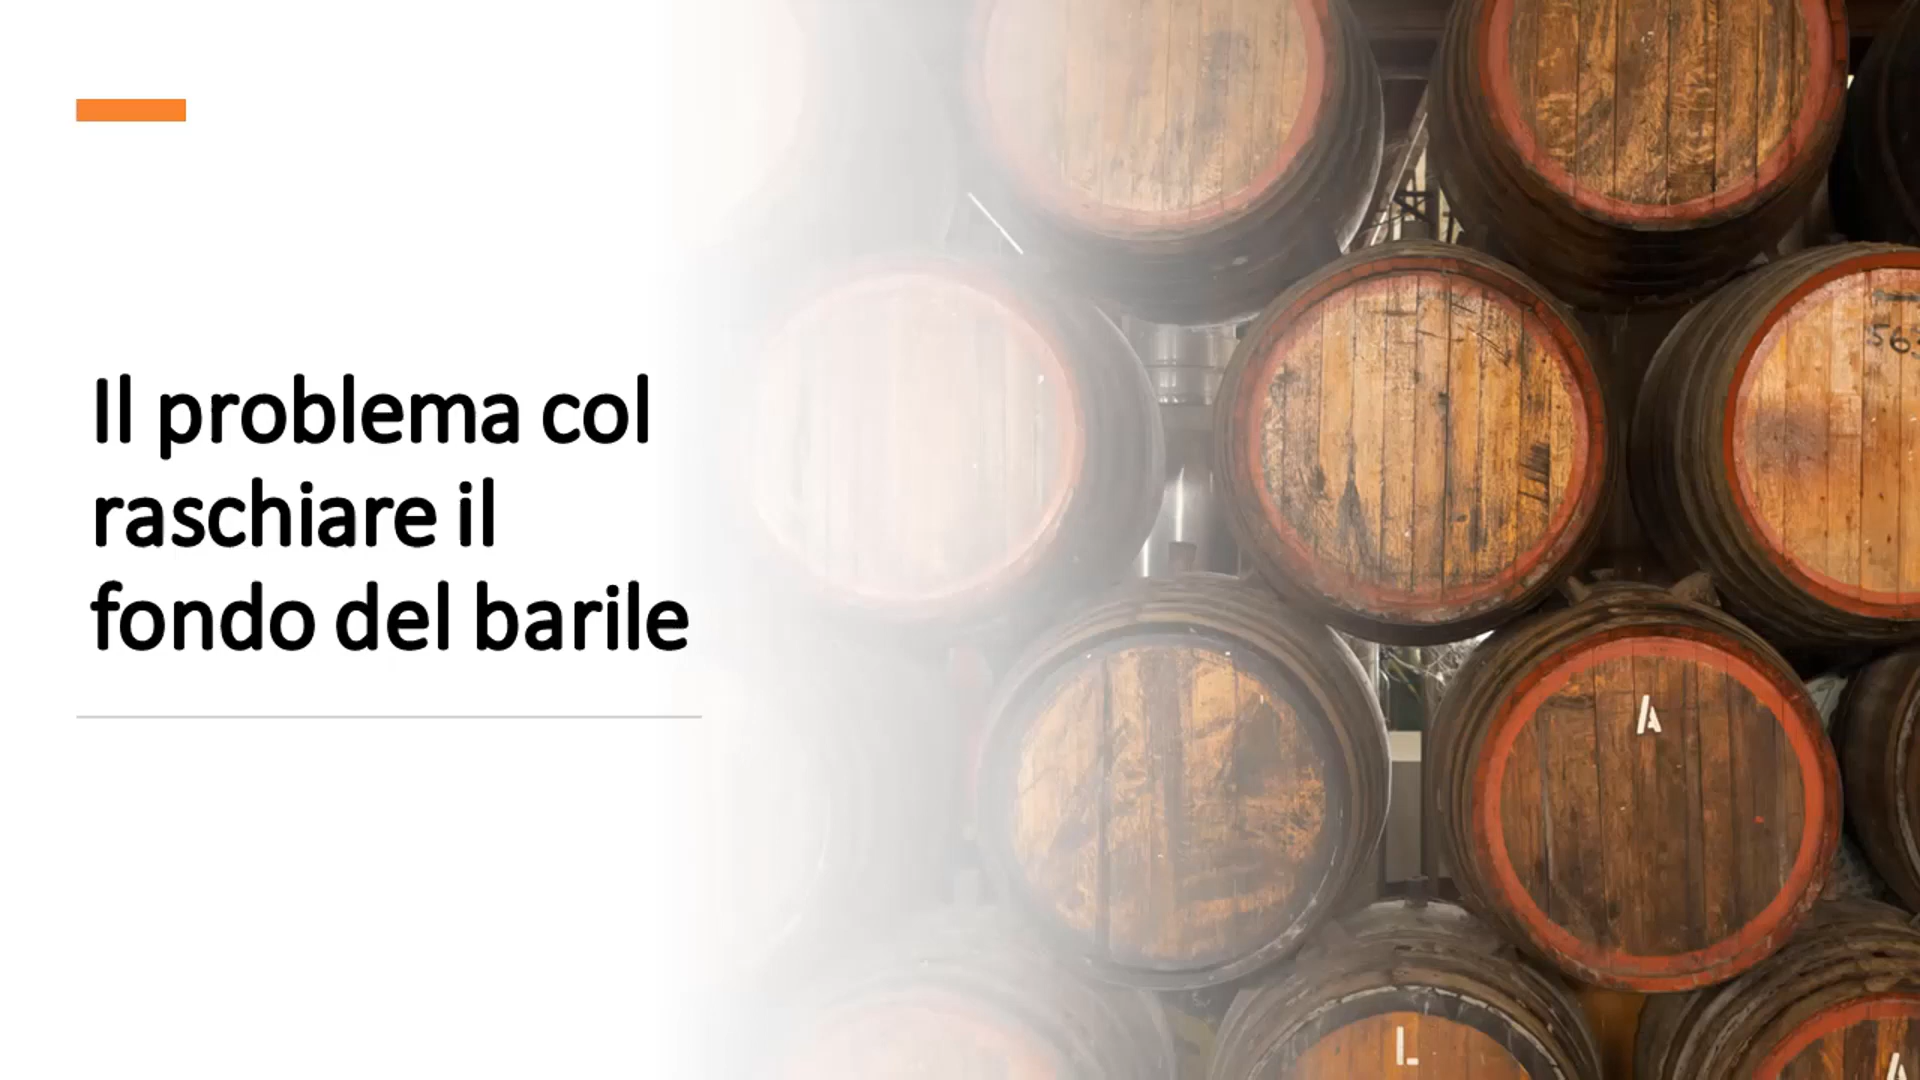 Il problema col
raschiare il
fondo del barile
A
L